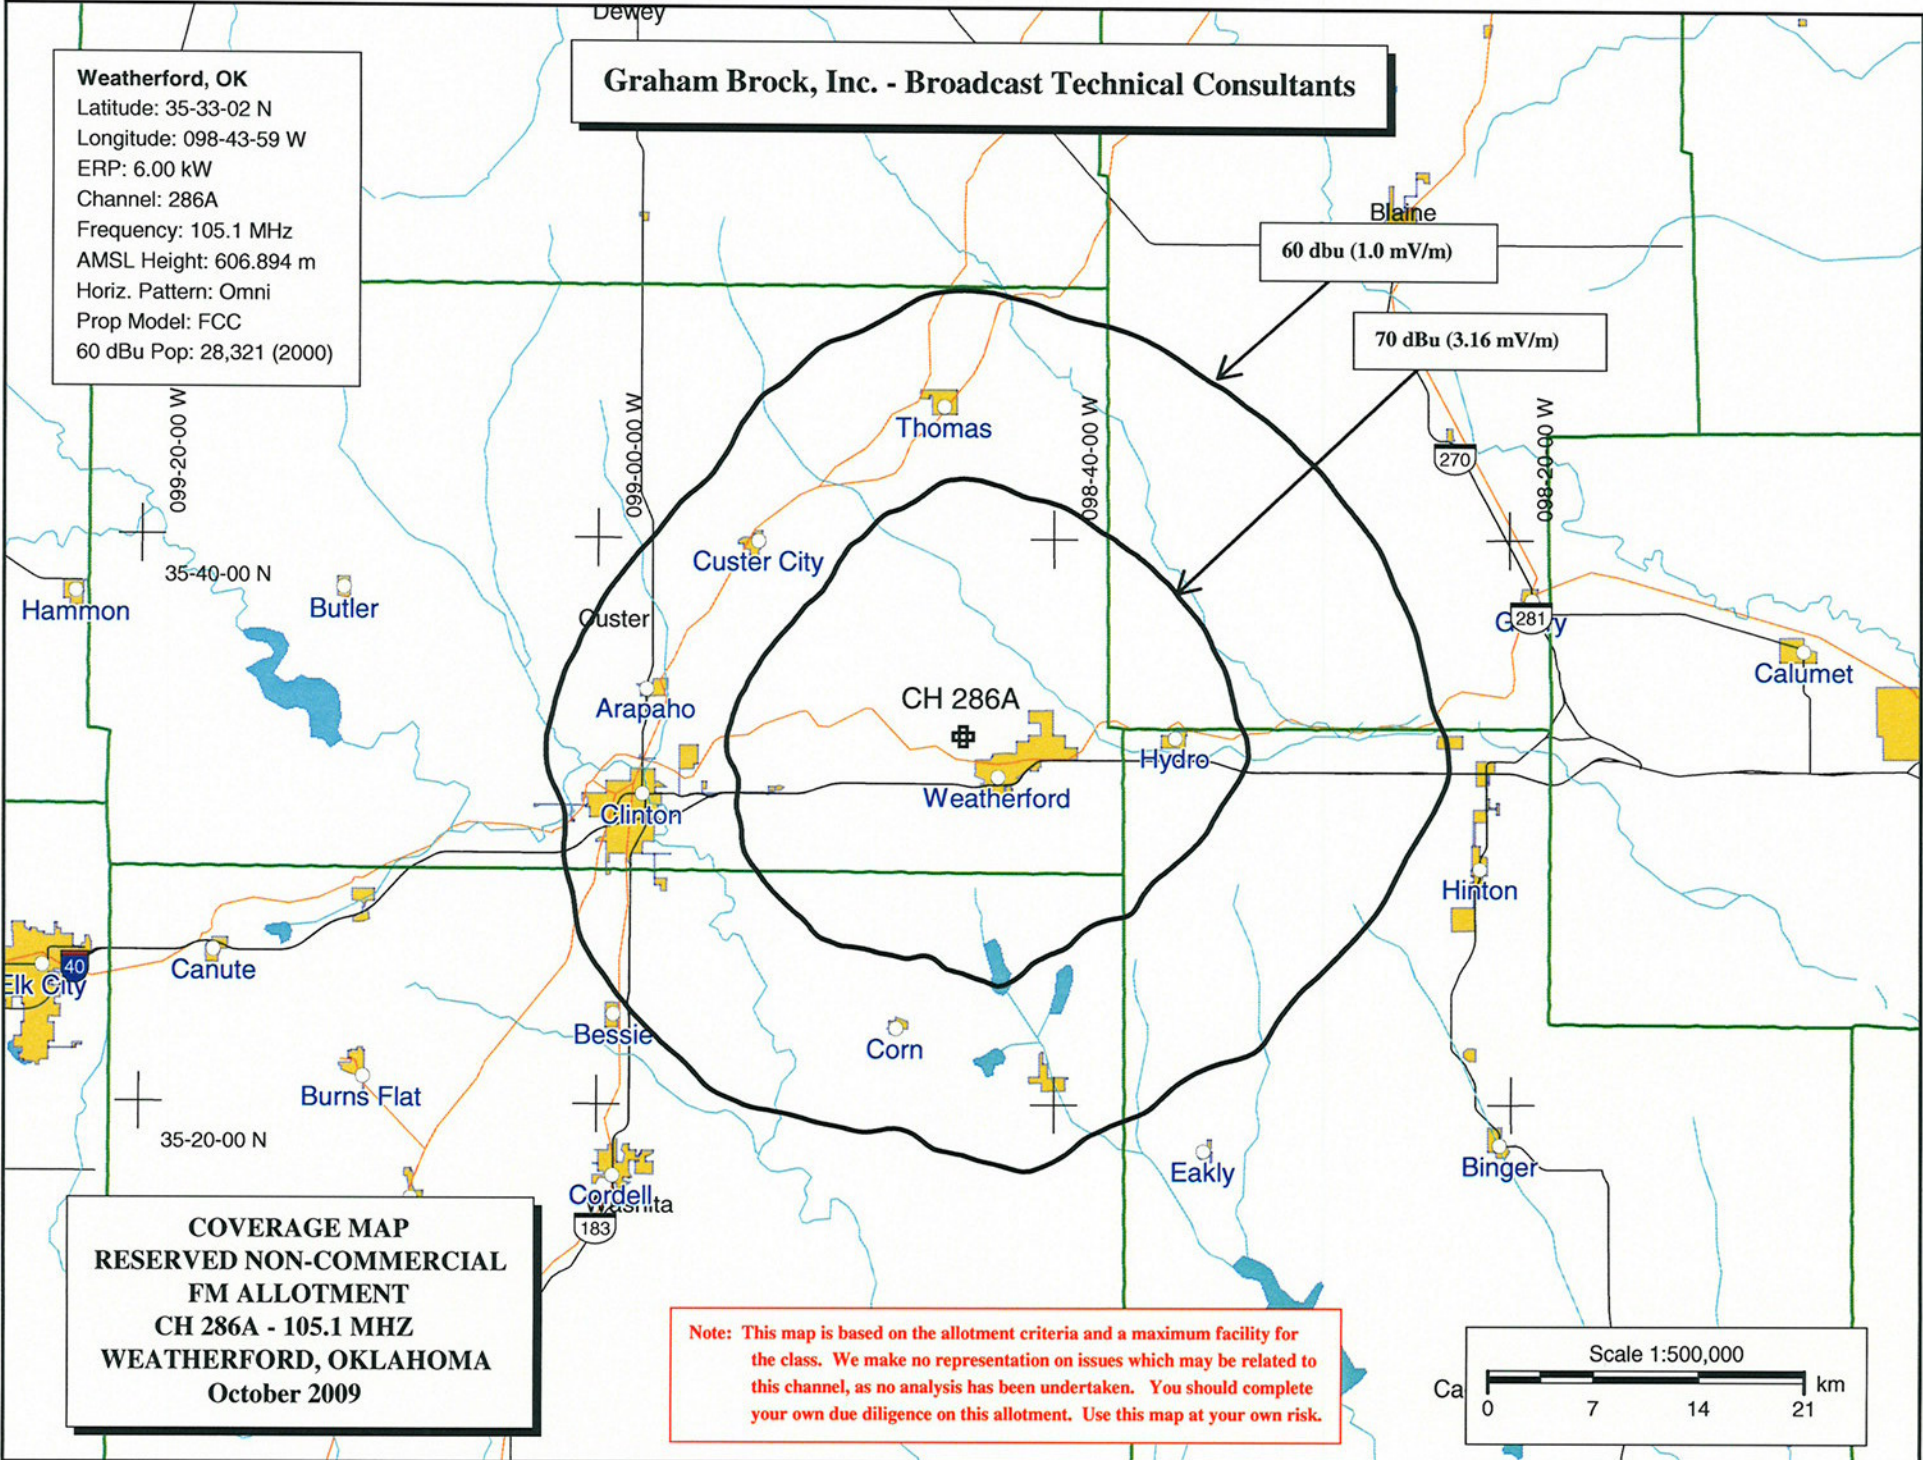 Dewey
Graham Brock, Inc. - Broadcast Technical Consultants
Weatherford, OK
Latitude: 35-33-02 N
Longitude: 098-43-59 W
ERP: 6.00 kW
Channel: 286A
Frequency: 105.1 MHz
AMSL Height: 606.894 m
Horiz. Pattern: Omni
Prop Model: FCC
60 dBu Pop: 28,321 (2000)
Blaine
60 dbu (1.0 mV/m)
70 dBu (3.16 mV/m)
099-20-00 W
099-00-00 W
098-40-00 W
098-20-00 W
Thomas
270
Custer City
35-40-00 N
Hammon
Butler
Custer
281
Calumet
Arapaho
CH 286A
Hydro
Weatherford
Clinton
Hinton
40
Elk City
Canute
Bessie
Corn
Burns Flat
35-20-00 N
Eakly
Binger
Cordell
Washita
183
COVERAGE MAP
RESERVED NON-COMMERCIAL
FM ALLOTMENT
CH 286A - 105.1 MHZ
WEATHERFORD, OKLAHOMA
October 2009
Note: This map is based on the allotment criteria and a maximum facility for
the class. We make no representation on issues which may be related to
this channel, as no analysis has been undertaken. You should complete
your own due diligence on this allotment. Use this map at your own risk.
Ca
Scale 1:500,000
km
0 7 14 21